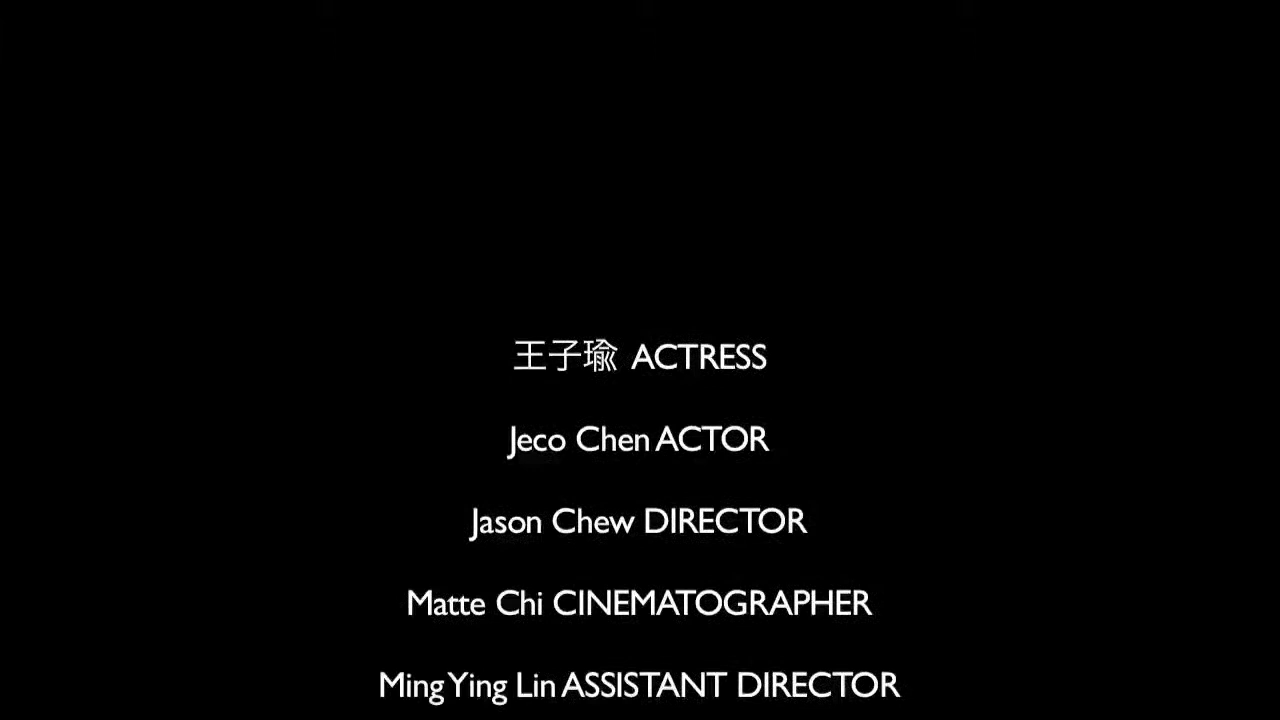 王子瑜 ACTRESS
Jeco Chen ACTOR
Jason Chew DIRECTOR
Matte Chi CINEMATOGRAPHER
Ming Ying Lin ASSISTANT DIRECTOR